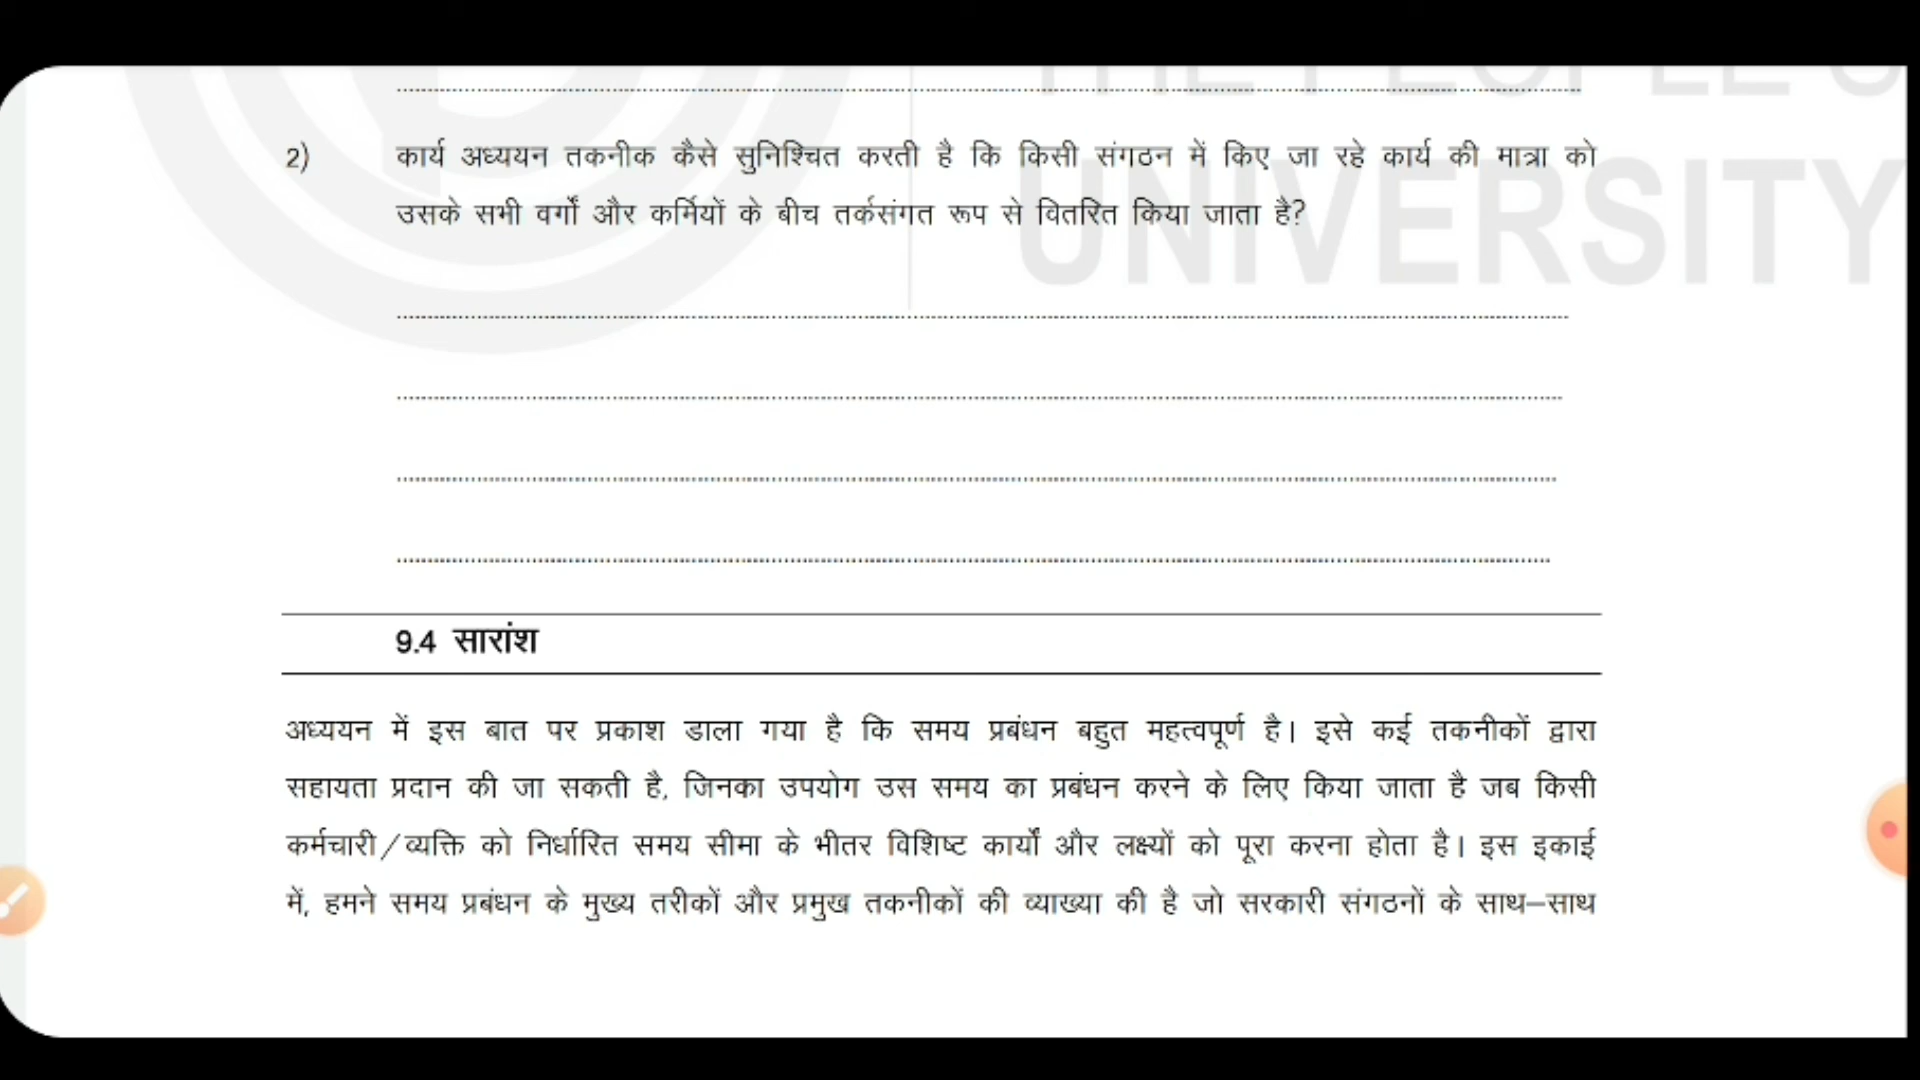 THE PEOPLE'S
UNIVERSITY
2) कार्य अध्ययन तकनीक कैसे सुनिश्चित करती है कि किसी संगठन में किए जा रहे कार्य की मात्रा को
उसके सभी वर्गों और कर्मियों के बीच तर्कसंगत रूप से वितरित किया जाता है?
9.4 सारांश
अध्ययन में इस बात पर प्रकाश डाला गया है कि समय प्रबंधन बहुत महत्वपूर्ण है। इसे कई तकनीकों द्वारा
सहायता प्रदान की जा सकती है, जिनका उपयोग उस समय का प्रबंधन करने के लिए किया जाता है जब किसी
कर्मचारी/व्यक्ति को निर्धारित समय सीमा के भीतर विशिष्ट कार्यों और लक्ष्यों को पूरा करना होता है। इस इकाई
में, हमने समय प्रबंधन के मुख्य तरीकों और प्रमुख तकनीकों की व्याख्या की है जो सरकारी संगठनों के साथ–साथ